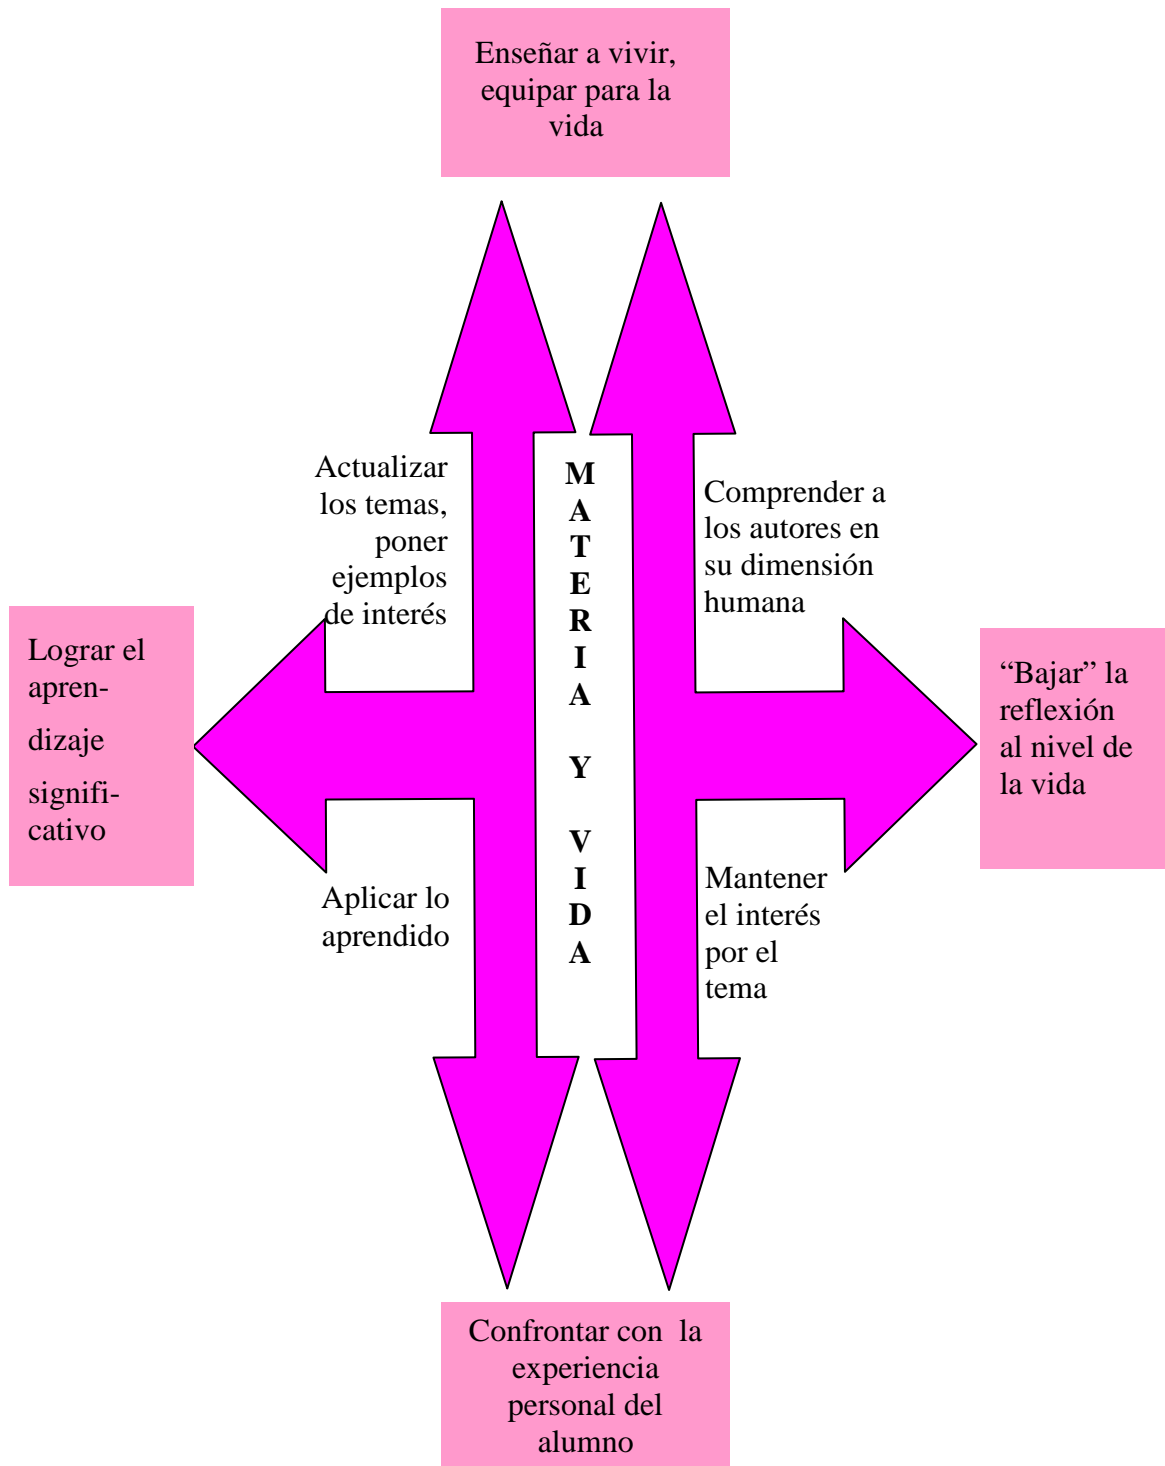 Enseñar a vivir,
equipar para la
vida
Actualizar
los temas,
poner
ejemplos
de interés
M
A
T
E
R
I
A
Y
V
I
D
A
Comprender a
los autores en
su dimensión
humana
Lograr el
apren-
dizaje
signifi-
cativo
“Bajar” la
reflexión
al nivel de
la vida
Aplicar lo
aprendido
Mantener
el interés
por el
tema
Confrontar con  la
experiencia
personal del
alumno